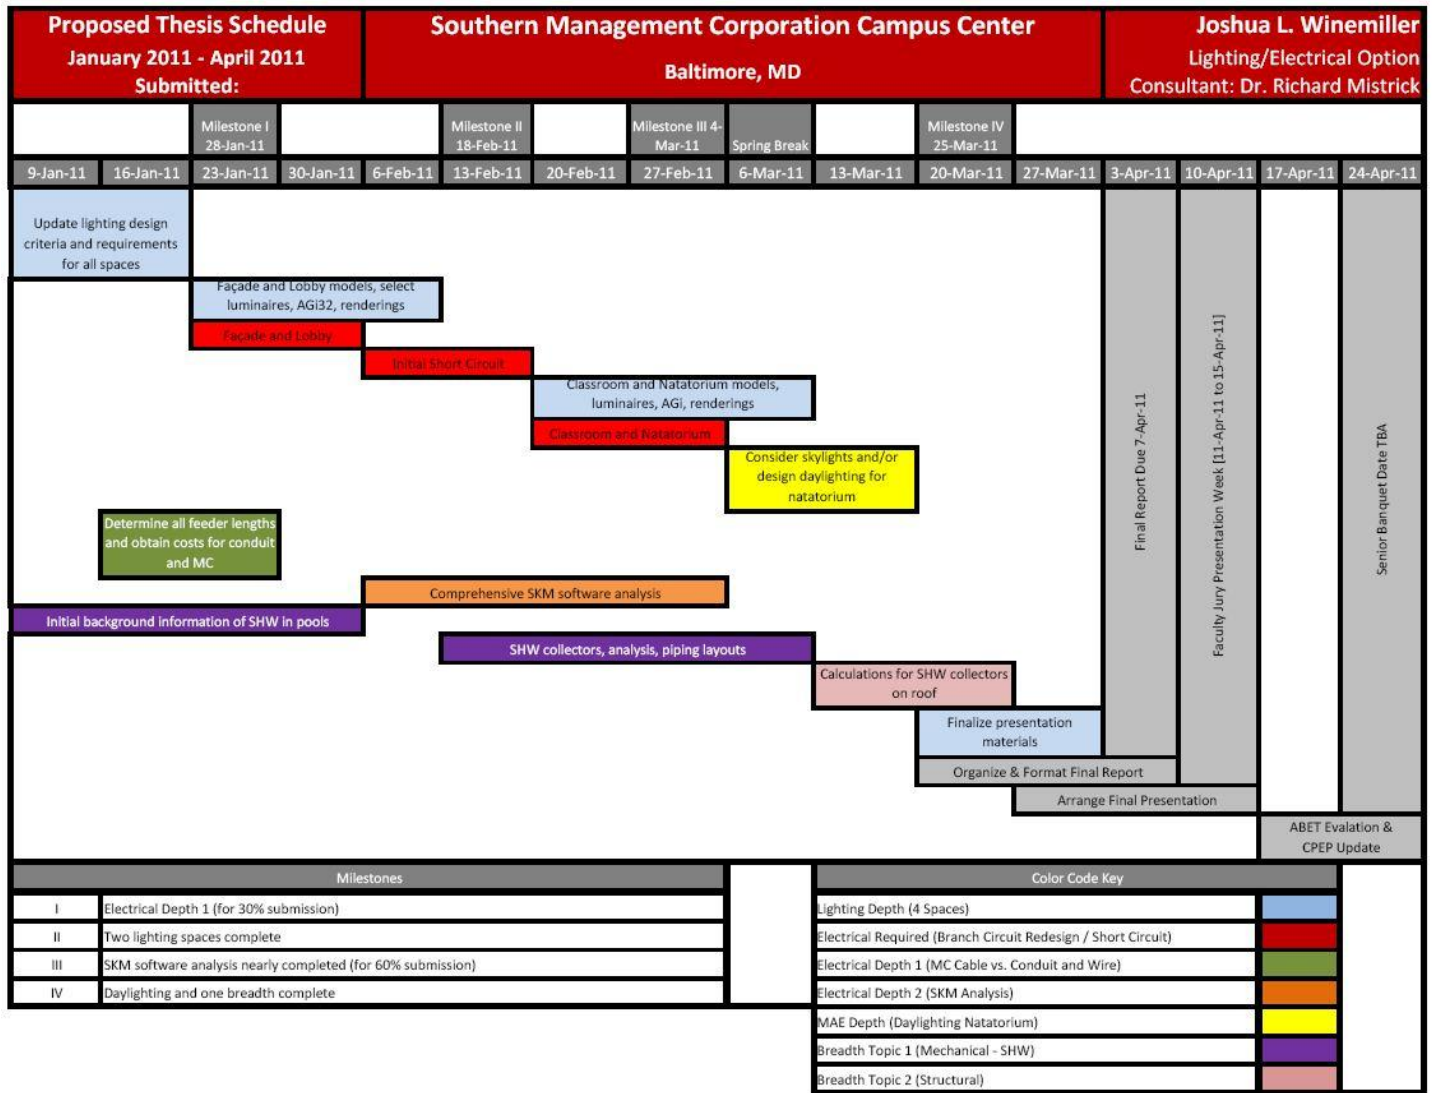 Proposed Thesis Schedule
January 2011 - April 2011
Submitted:
Southern Management Corporation Campus Center
Baltimore, MD
Joshua L. Winemiller
Lighting/Electrical Option
Consultant: Dr. Richard Mistrick
Milestone I
28-Jan-11
Milestone II
18-Feb-11
Milestone III 4-
Mar-11
Spring Break
Milestone IV
25-Mar-11
9-Jan-11 16-Jan-11 23-Jan-11 30-Jan-11 6-Feb-11 13-Feb-11 20-Feb-11 27-Feb-11 6-Mar-11 13-Mar-11 20-Mar-11 27-Mar-11 3-Apr-11 10-Apr-11 17-Apr-11 24-Apr-11
Update lighting design
criteria and requirements
for all spaces
Façade and Lobby models, select
luminaires, AGi32, renderings
Façade and Lobby
Initial Short Circuit
Classroom and Natatorium models,
luminaires, AGi, renderings
Classroom and Natatorium
Consider skylights and/or
design daylighting for
natatorium
Determine all feeder lengths
and obtain costs for conduit
and MC
Comprehensive SKM software analysis
Initial background information of SHW in pools
SHW collectors, analysis, piping layouts
Calculations for SHW collectors
on roof
Finalize presentation
materials
Organize & Format Final Report
Arrange Final Presentation
Final Report Due 7-Apr-11
Faculty Jury Presentation Week [11-Apr-11 to 15-Apr-11]
Senior Banquet Date TBA
ABET Evalation &
CPEP Update
Milestones
I Electrical Depth 1 (for 30% submission)
II Two lighting spaces complete
III SKM software analysis nearly completed (for 60% submission)
IV Daylighting and one breadth complete
Color Code Key
Lighting Depth (4 Spaces)
Electrical Required (Branch Circuit Redesign / Short Circuit)
Electrical Depth 1 (MC Cable vs. Conduit and Wire)
Electrical Depth 2 (SKM Analysis)
MAE Depth (Daylighting Natatorium)
Breadth Topic 1 (Mechanical - SHW)
Breadth Topic 2 (Structural)